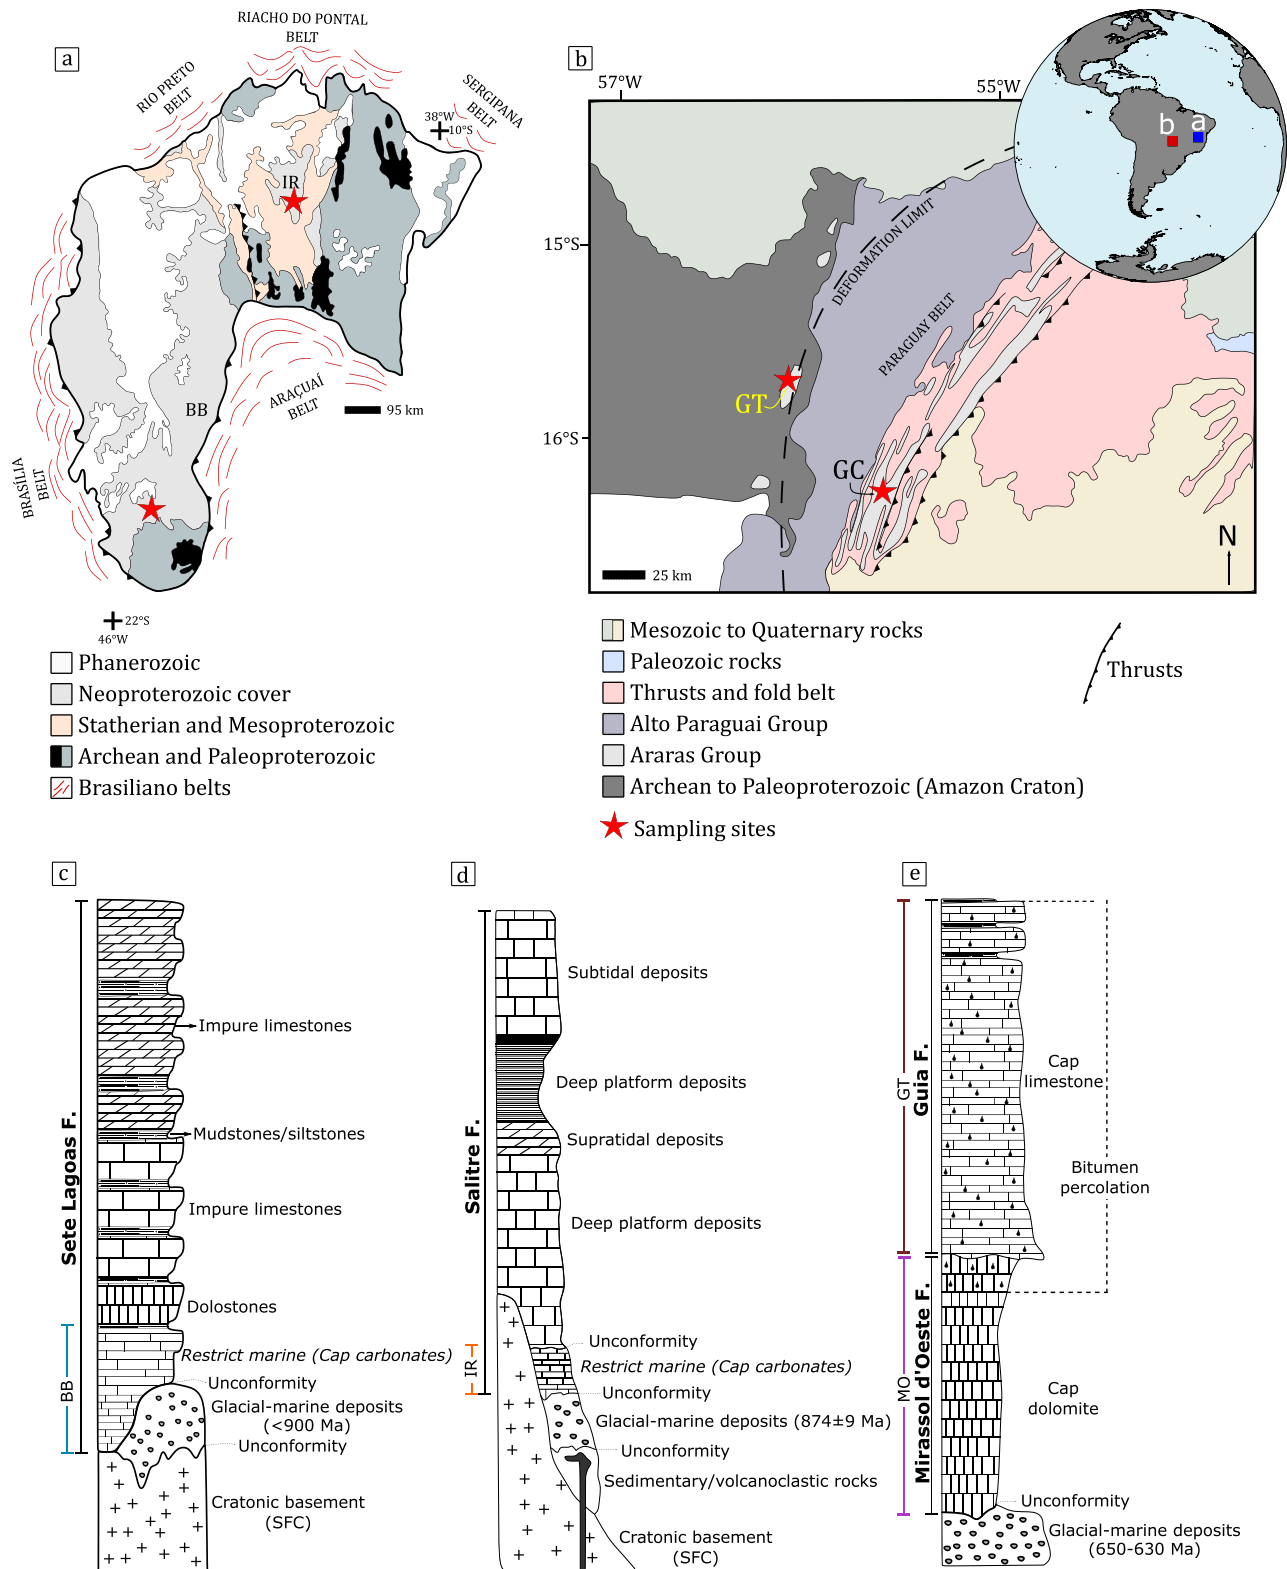 a
RIACHO DO PONTAL
BELT
RIO PRETO
BELT
SERGIPANA
BELT
38°W
10°S
IR
BB
ARAÇUAÍ
BELT
95 km
BRASÍLIA
BELT
22°S
46°W
Phanerozoic
Neoproterozoic cover
Statherian and Mesoproterozoic
Archean and Paleoproterozoic
Brasiliano belts
b
57°W
55°W
b
a
15°S
16°S
DEFORMATION LIMIT
PARAGUAY BELT
GT
GC
N
25 km
Mesozoic to Quaternary rocks
Paleozoic rocks
Thrusts and fold belt
Alto Paraguai Group
Araras Group
Archean to Paleoproterozoic (Amazon Craton)
Sampling sites
Thrusts
c
Sete Lagoas F.
BB
Impure limestones
Mudstones/siltstones
Impure limestones
Dolostones
Restrict marine (Cap carbonates)
Unconformity
Glacial-marine deposits
(<900 Ma)
Unconformity
Cratonic basement
(SFC)
d
Salitre F.
IR
Subtidal deposits
Deep platform deposits
Supratidal deposits
Deep platform deposits
Unconformity
Restrict marine (Cap carbonates)
Unconformity
Glacial-marine deposits (874±9 Ma)
Unconformity
Sedimentary/volcanoclastic rocks
Cratonic basement
(SFC)
e
GT
Guia F.
MO
Mirassol d'Oeste F.
Cap
limestone
Bitumen
percolation
Cap
dolomite
Unconformity
Glacial-marine deposits
(650-630 Ma)